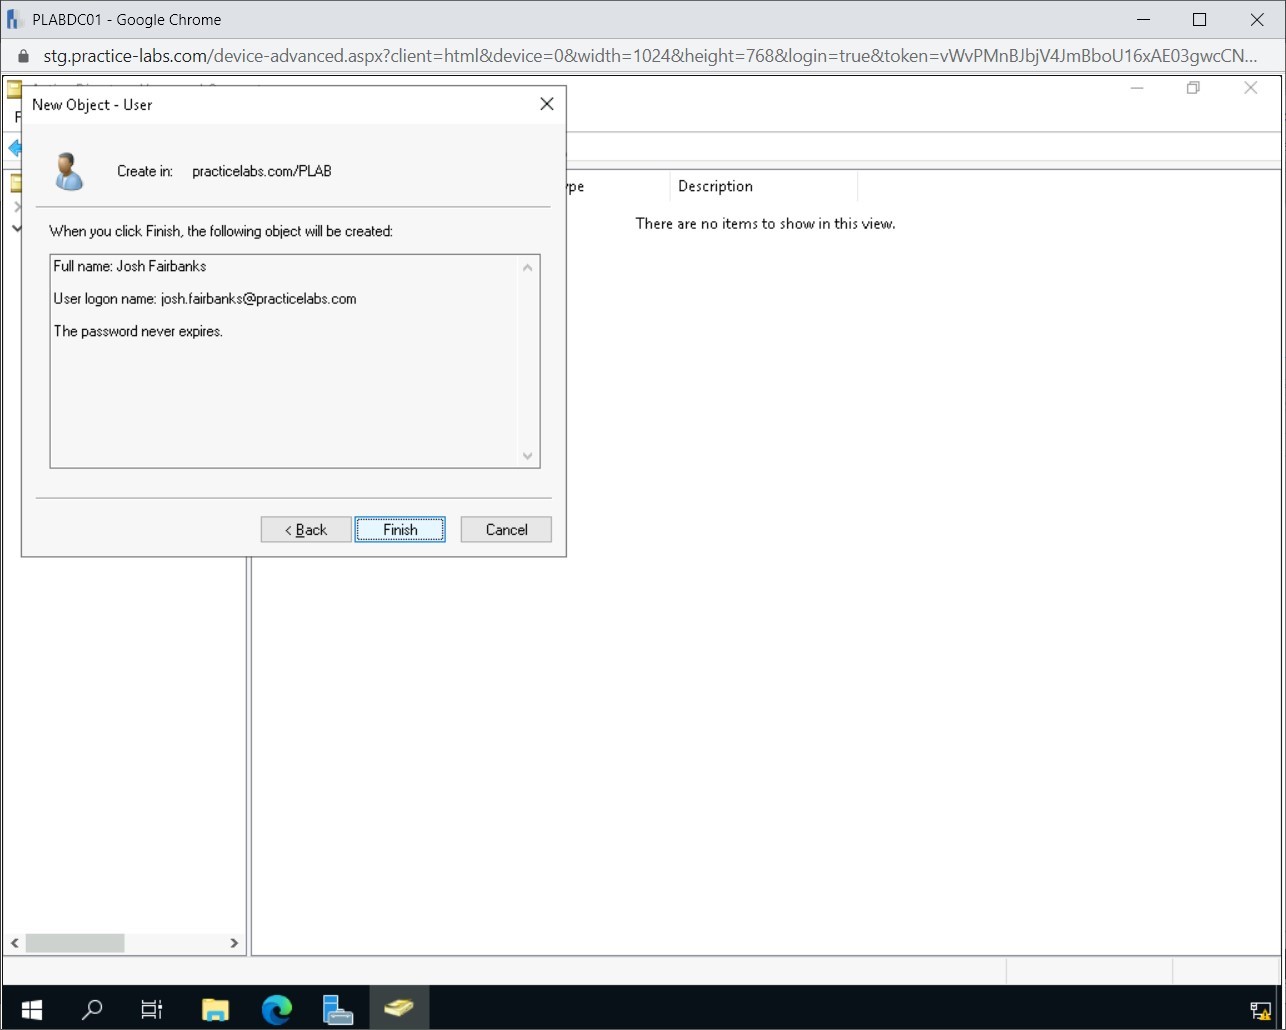 PLABDC01 - Google Chrome
stg.practice-labs.com/device-advanced.aspx?client=html&device=0&width=1024&height=768&login=true&token=vWvPMnBJbjV4JmBboU16xAE03gwcCN...
New Object - User
Create in: practicelabs.com/PLAB
Description
There are no items to show in this view.
When you click Finish, the following object will be created:
Full name: Josh Fairbanks
User logon name: josh.fairbanks@practicelabs.com
The password never expires.
< Back
Finish
Cancel